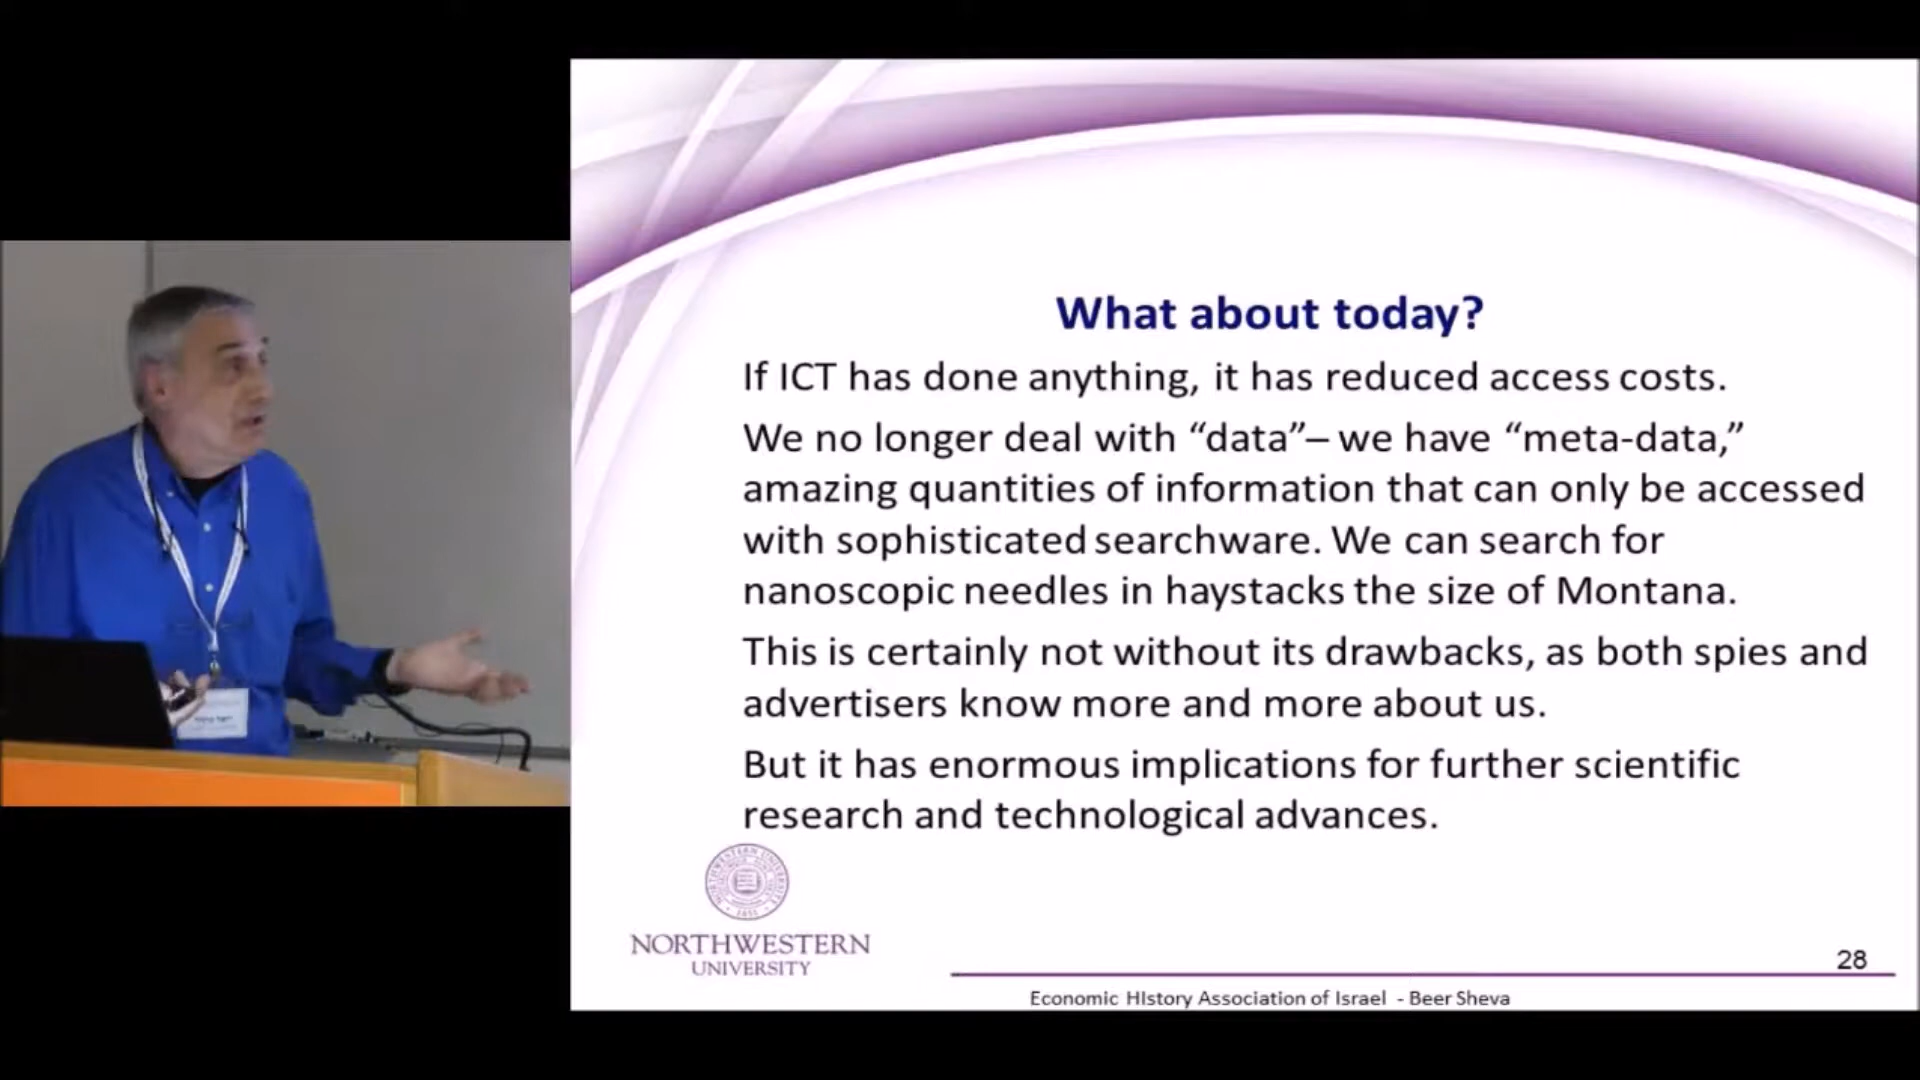 What about today?
If ICT has done anything, it has reduced access costs.
We no longer deal with “data”– we have “meta-data,”
amazing quantities of information that can only be accessed
with sophisticated searchware. We can search for
nanoscopic needles in haystacks the size of Montana.
This is certainly not without its drawbacks, as both spies and
advertisers know more and more about us.
But it has enormous implications for further scientific
research and technological advances.
NORTHWESTERN
UNIVERSITY
28
Economic HIstory Association of Israel - Beer Sheva